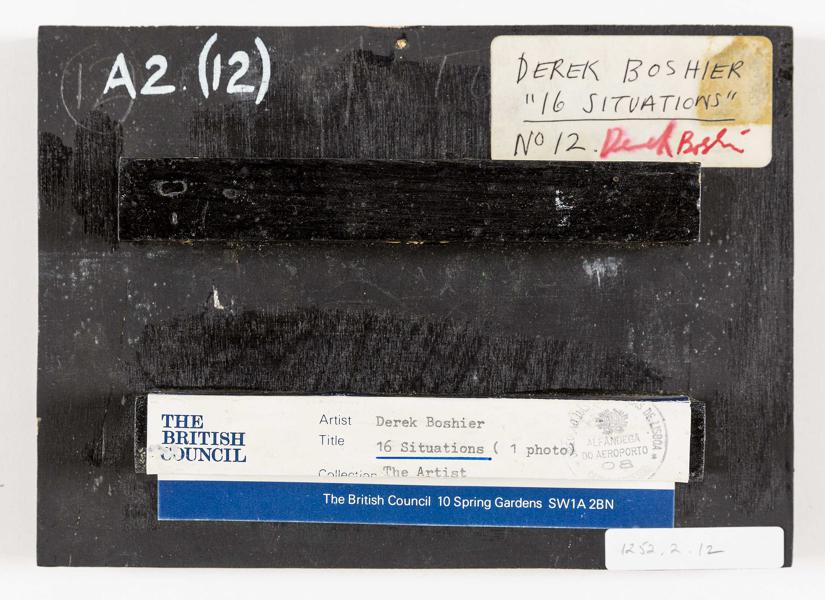 12
A2. (12)
DEREK BOSHIER
"16 SITUATIONS"
No 12. Derek Boshier
THE
BRITISH
COUNCIL
Artist Derek Boshier
Title 16 Situations ( 1 photo)
Collection The Artist
DE LISBOA
ALFÂNDEGA
DO AEROPORTO
08
The British Council 10 Spring Gardens SW1A 2BN
1252.2.12